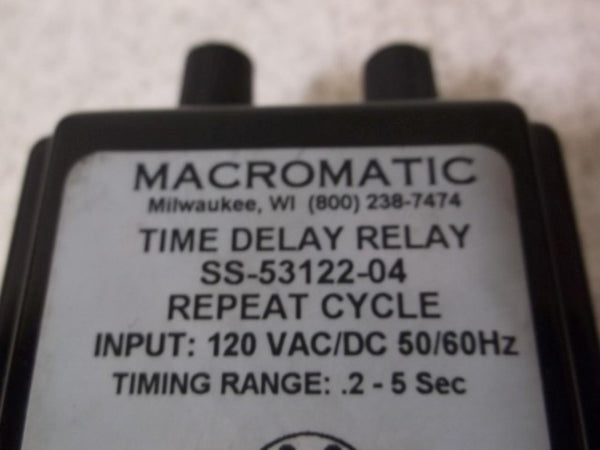 MACROMATIC
Milwaukee, WI (800) 238-7474
TIME DELAY RELAY
SS-53122-04
REPEAT CYCLE
INPUT: 120 VAC/DC 50/60Hz
TIMING RANGE: .2 - 5 Sec